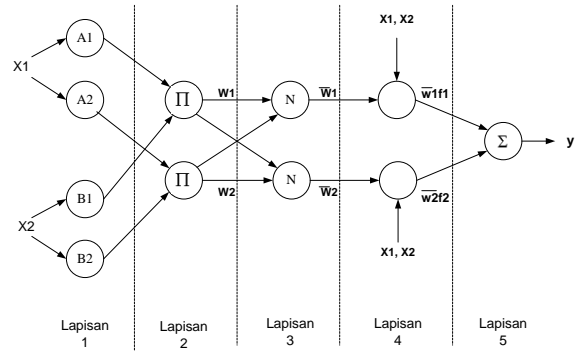 X1, X2
A1
X1
A2
Π
W1
N
W̅1
w̅1f1
Σ
y
B1
Π
W2
N
W̅2
w̅2f2
X2
B2
X1, X2
Lapisan
1
Lapisan
2
Lapisan
3
Lapisan
4
Lapisan
5